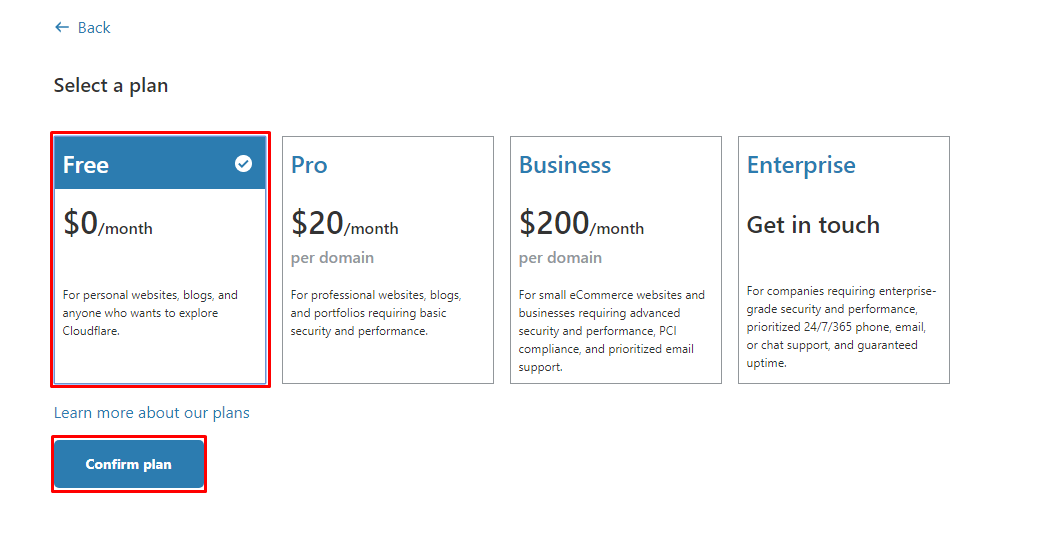 ← Back
Select a plan
Free
$0/month
For personal websites, blogs, and
anyone who wants to explore
Cloudflare.
Pro
$20/month
per domain
For professional websites, blogs,
and portfolios requiring basic
security and performance.
Business
$200/month
per domain
For small eCommerce websites and
businesses requiring advanced
security and performance, PCI
compliance, and prioritized email
support.
Enterprise
Get in touch
For companies requiring enterprise-
grade security and performance,
prioritized 24/7/365 phone, email,
or chat support, and guaranteed
uptime.
Learn more about our plans
Confirm plan